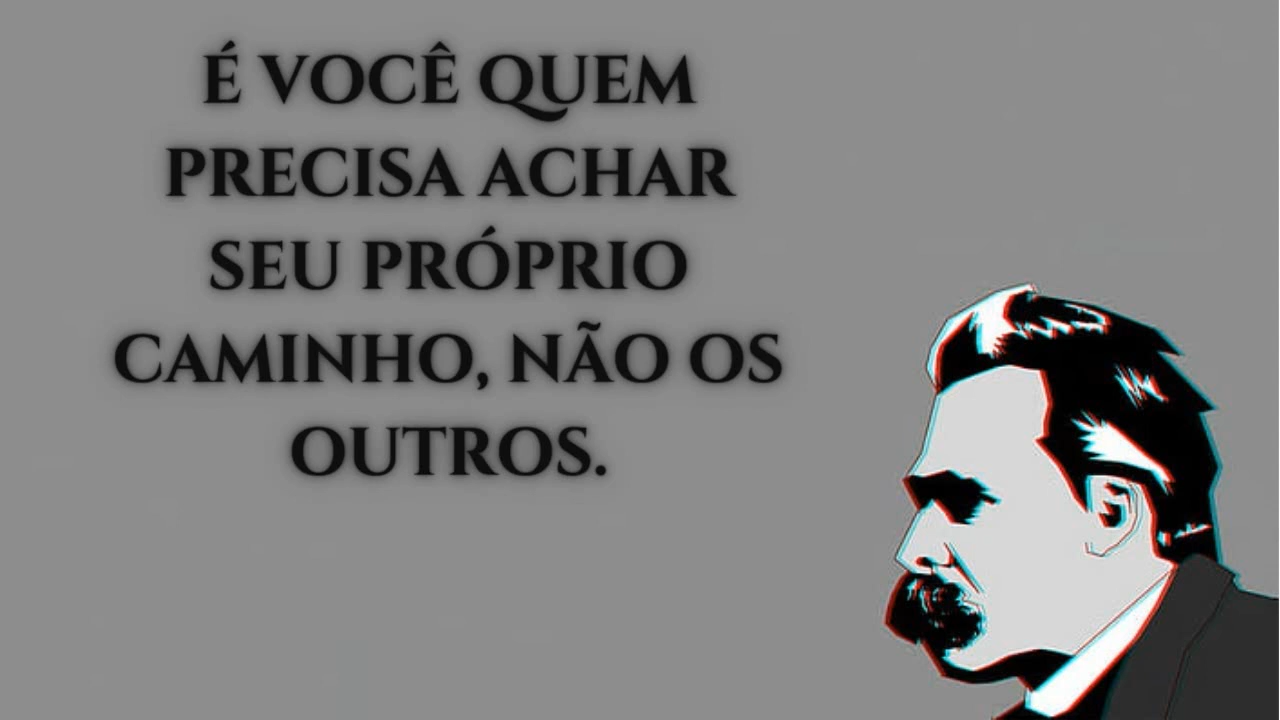 É VOCÊ QUEM
PRECISA ACHAR
SEU PRÓPRIO
CAMINHO, NÃO OS
OUTROS.